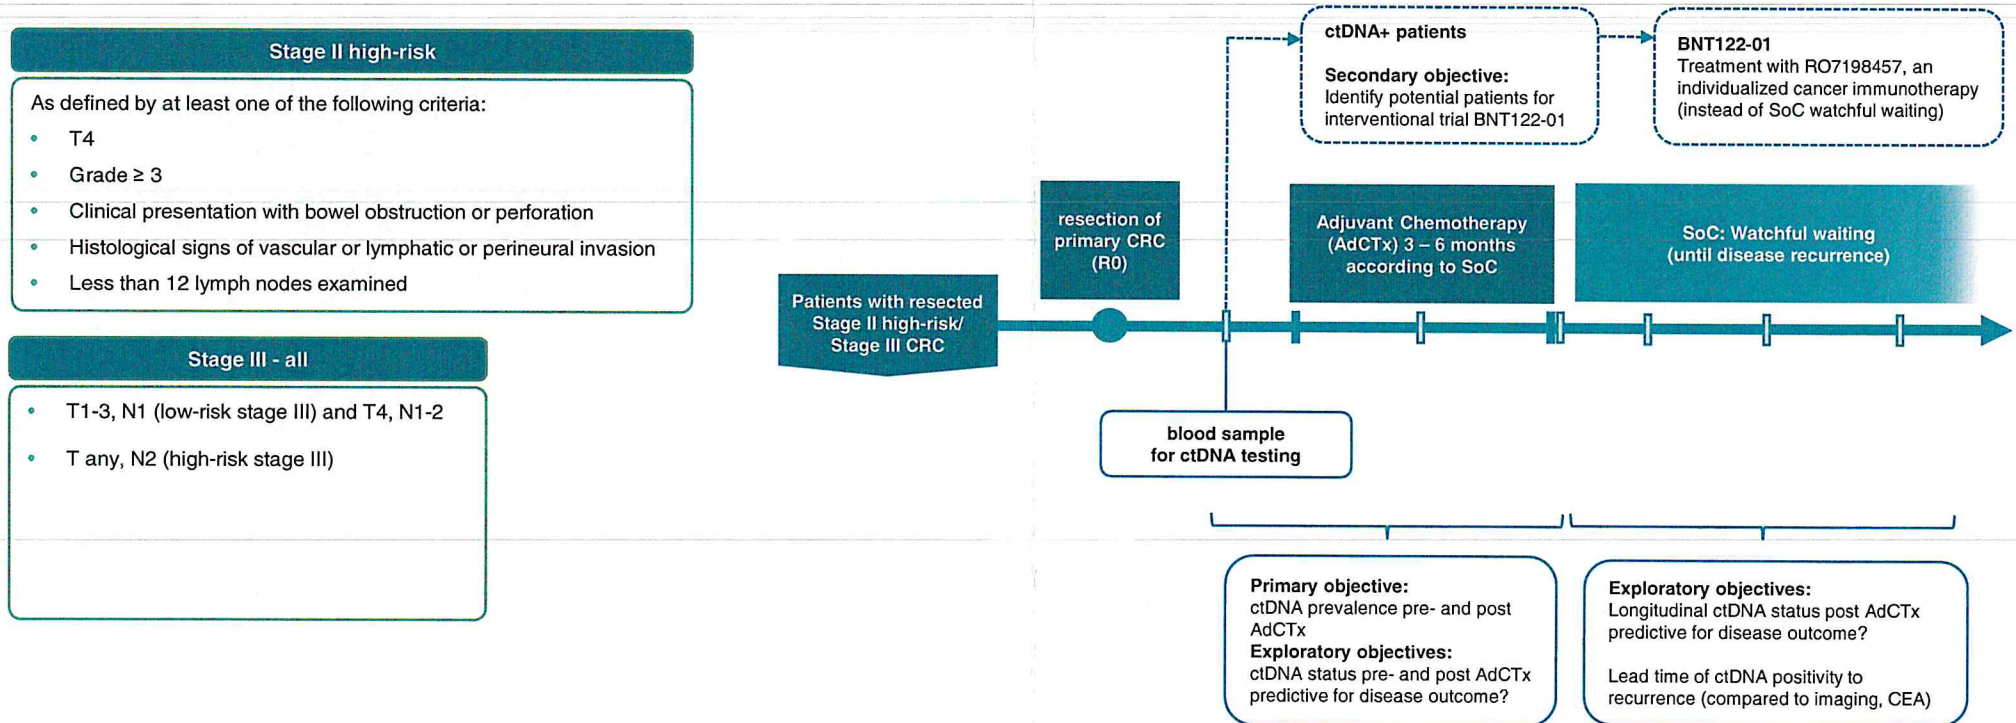 Stage II high-risk
As defined by at least one of the following criteria:
• T4
• Grade ≥ 3
• Clinical presentation with bowel obstruction or perforation
• Histological signs of vascular or lymphatic or perineural invasion
• Less than 12 lymph nodes examined
Stage III - all
• T1-3, N1 (low-risk stage III) and T4, N1-2
• T any, N2 (high-risk stage III)
Patients with resected
Stage II high-risk/
Stage III CRC
resection of
primary CRC
(R0)
blood sample
for ctDNA testing
ctDNA+ patients
Secondary objective:
Identify potential patients for
interventional trial BNT122-01
BNT122-01
Treatment with RO7198457, an
individualized cancer immunotherapy
(instead of SoC watchful waiting)
Adjuvant Chemotherapy
(AdCTx) 3 – 6 months
according to SoC
SoC: Watchful waiting
(until disease recurrence)
Primary objective:
ctDNA prevalence pre- and post
AdCTx
Exploratory objectives:
ctDNA status pre- and post AdCTx
predictive for disease outcome?
Exploratory objectives:
Longitudinal ctDNA status post AdCTx
predictive for disease outcome?
Lead time of ctDNA positivity to
recurrence (compared to imaging, CEA)